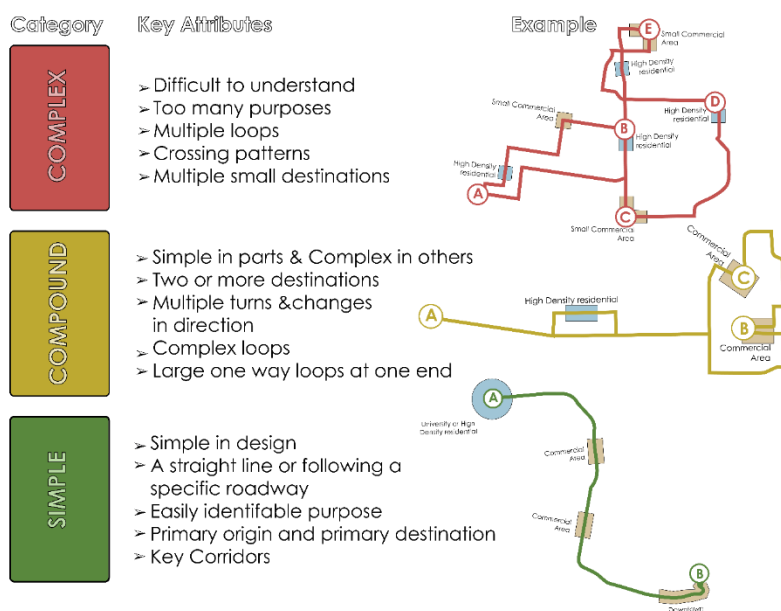 Category
Key Attributes
Example
COMPLEX
➢ Difficult to understand
➢ Too many purposes
➢ Multiple loops
➢ Crossing patterns
➢ Multiple small destinations
E
Small Commercial
Area
High Density
residential
D
High Density
residential
Small Commercial
Area
B
High Density
residential
High Density
residential
A
C
Small Commercial
Area
COMPOUND
➢ Simple in parts & Complex in others
➢ Two or more destinations
➢ Multiple turns &changes
in direction
➢ Complex loops
➢ Large one way loops at one end
Commercial
Area
C
High Density residential
A
B
Commercial
Area
SIMPLE
➢ Simple in design
➢ A straight line or following a
specific roadway
➢ Easily identifable purpose
➢ Primary origin and primary destination
➢ Key Corridors
A
University or High
Density residential
Commercial
Area
Commercial
Area
B